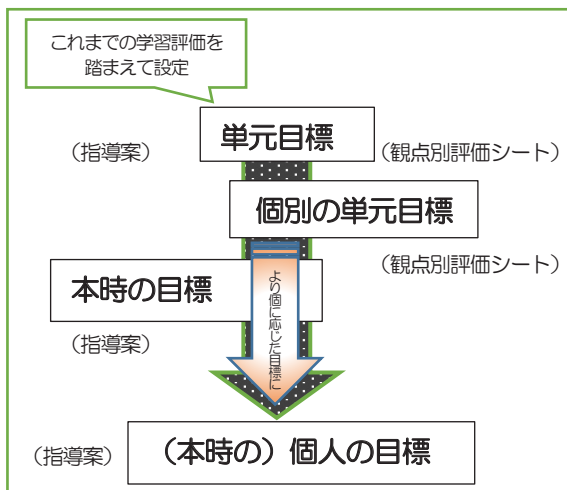 これまでの学習評価を
踏まえて設定
単元目標
（指導案）
（観点別評価シート）
個別の単元目標
（観点別評価シート）
本時の目標
（指導案）
より個に応じた目標に
（本時の）個人の目標
（指導案）